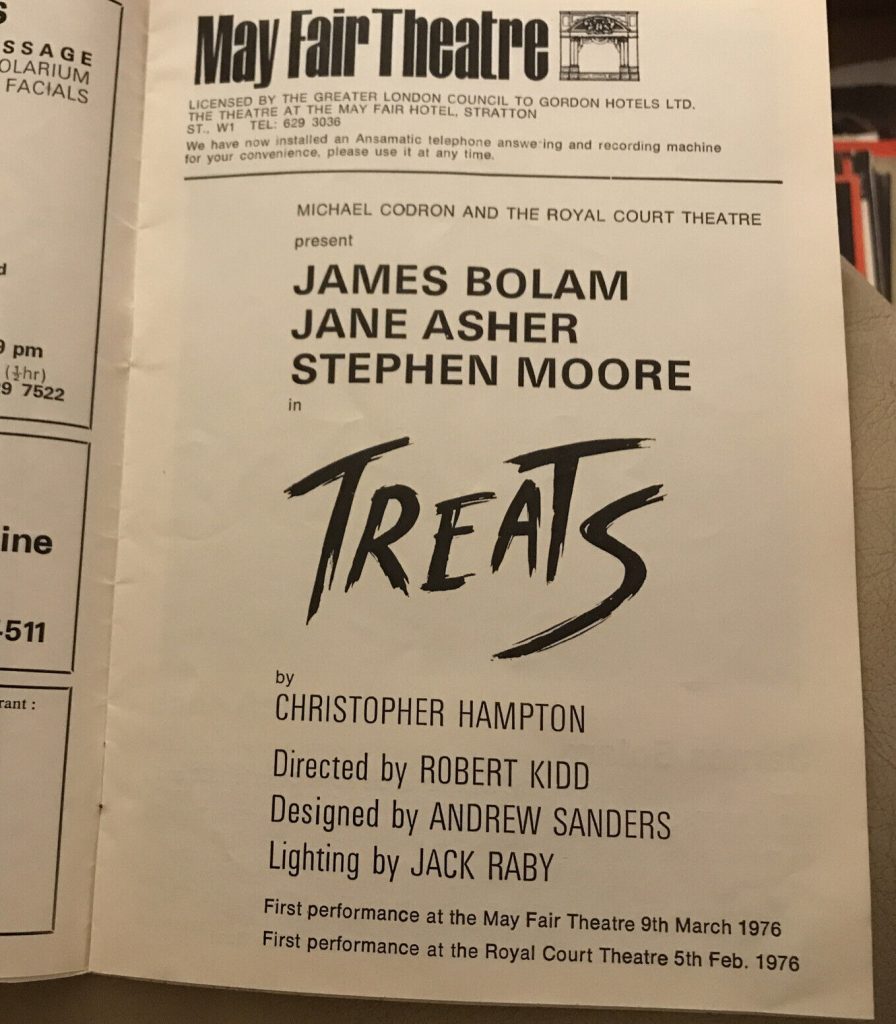 S
SSAGE
OLARIUM
FACIALS
d
9 pm
(½hr)
29 7522
ine
4511
rant :
May Fair Theatre
LICENSED BY THE GREATER LONDON COUNCIL TO GORDON HOTELS LTD.
THE THEATRE AT THE MAY FAIR HOTEL, STRATTON
ST., W1 TEL: 629 3036
We have now installed an Ansamatic telephone answering and recording machine
for your convenience, please use it at any time.
MICHAEL CODRON AND THE ROYAL COURT THEATRE
present
JAMES BOLAM
JANE ASHER
STEPHEN MOORE
in
TREATS
by
CHRISTOPHER HAMPTON
Directed by ROBERT KIDD
Designed by ANDREW SANDERS
Lighting by JACK RABY
First performance at the May Fair Theatre 9th March 1976
First performance at the Royal Court Theatre 5th Feb. 1976